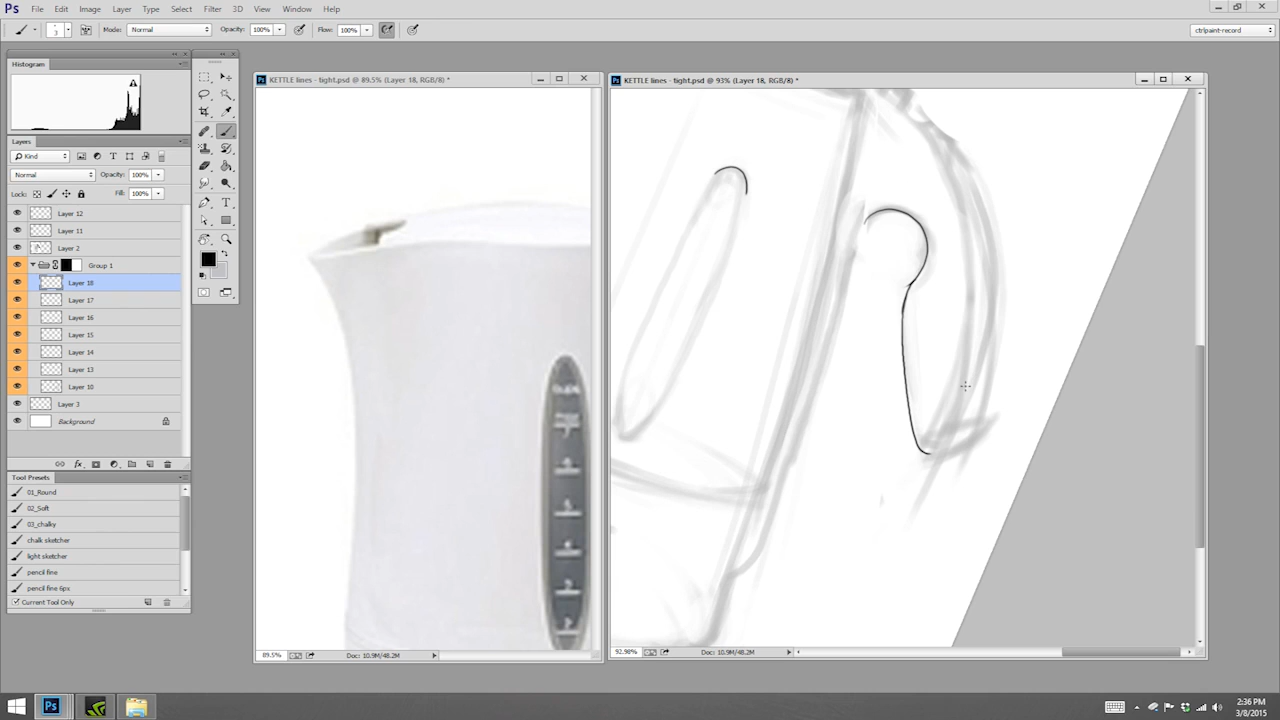 Ps File Edit Image Layer Type Select Filter 3D View Window Help
3 Mode: Normal Opacity: 100% Flow: 100% ctripaint-record
Histogram
Layers
Kind
Normal Opacity: 100%
Lock: Fill: 100%
Layer 12
Layer 11
Layer 2
Group 1
Layer 18
Layer 17
Layer 16
Layer 15
Layer 14
Layer 13
Layer 10
Layer 3
Background
Tool Presets
01_Round
02_Soft
03_chalky
chalk sketcher
light sketcher
pencil fine
pencil fine 6px
Current Tool Only
KETTLE lines - tight.psd @ 89.5% (Layer 18, RGB/8) *
89.5% Doc: 10.9M/48.2M
KETTLE lines - tight.psd @ 93% (Layer 18, RGB/8) *
92.98% Doc: 10.9M/48.2M
Ps
2:36 PM
3/8/2015